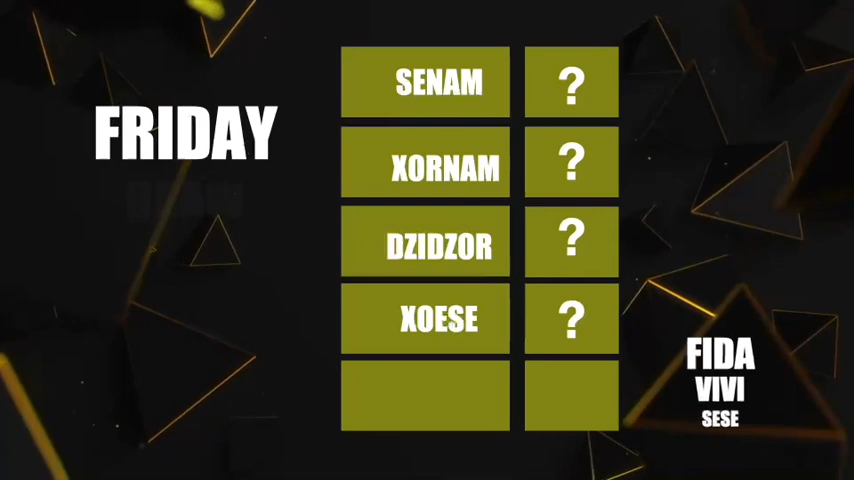 FRIDAY
SENAM ?
XORNAM ?
DZIDZOR ?
XOESE ?
FIDA
VIVI
SESE